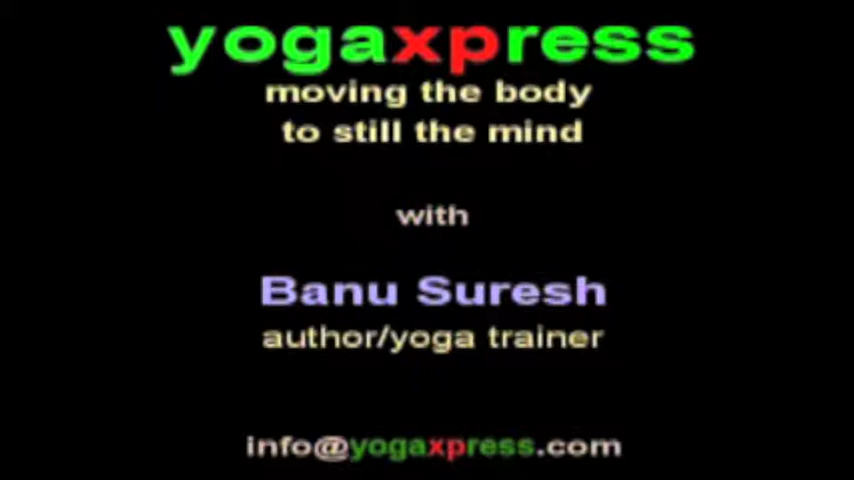 yogaxpress
moving the body
to still the mind
with
Banu Suresh
author/yoga trainer
info@yogaxpress.com